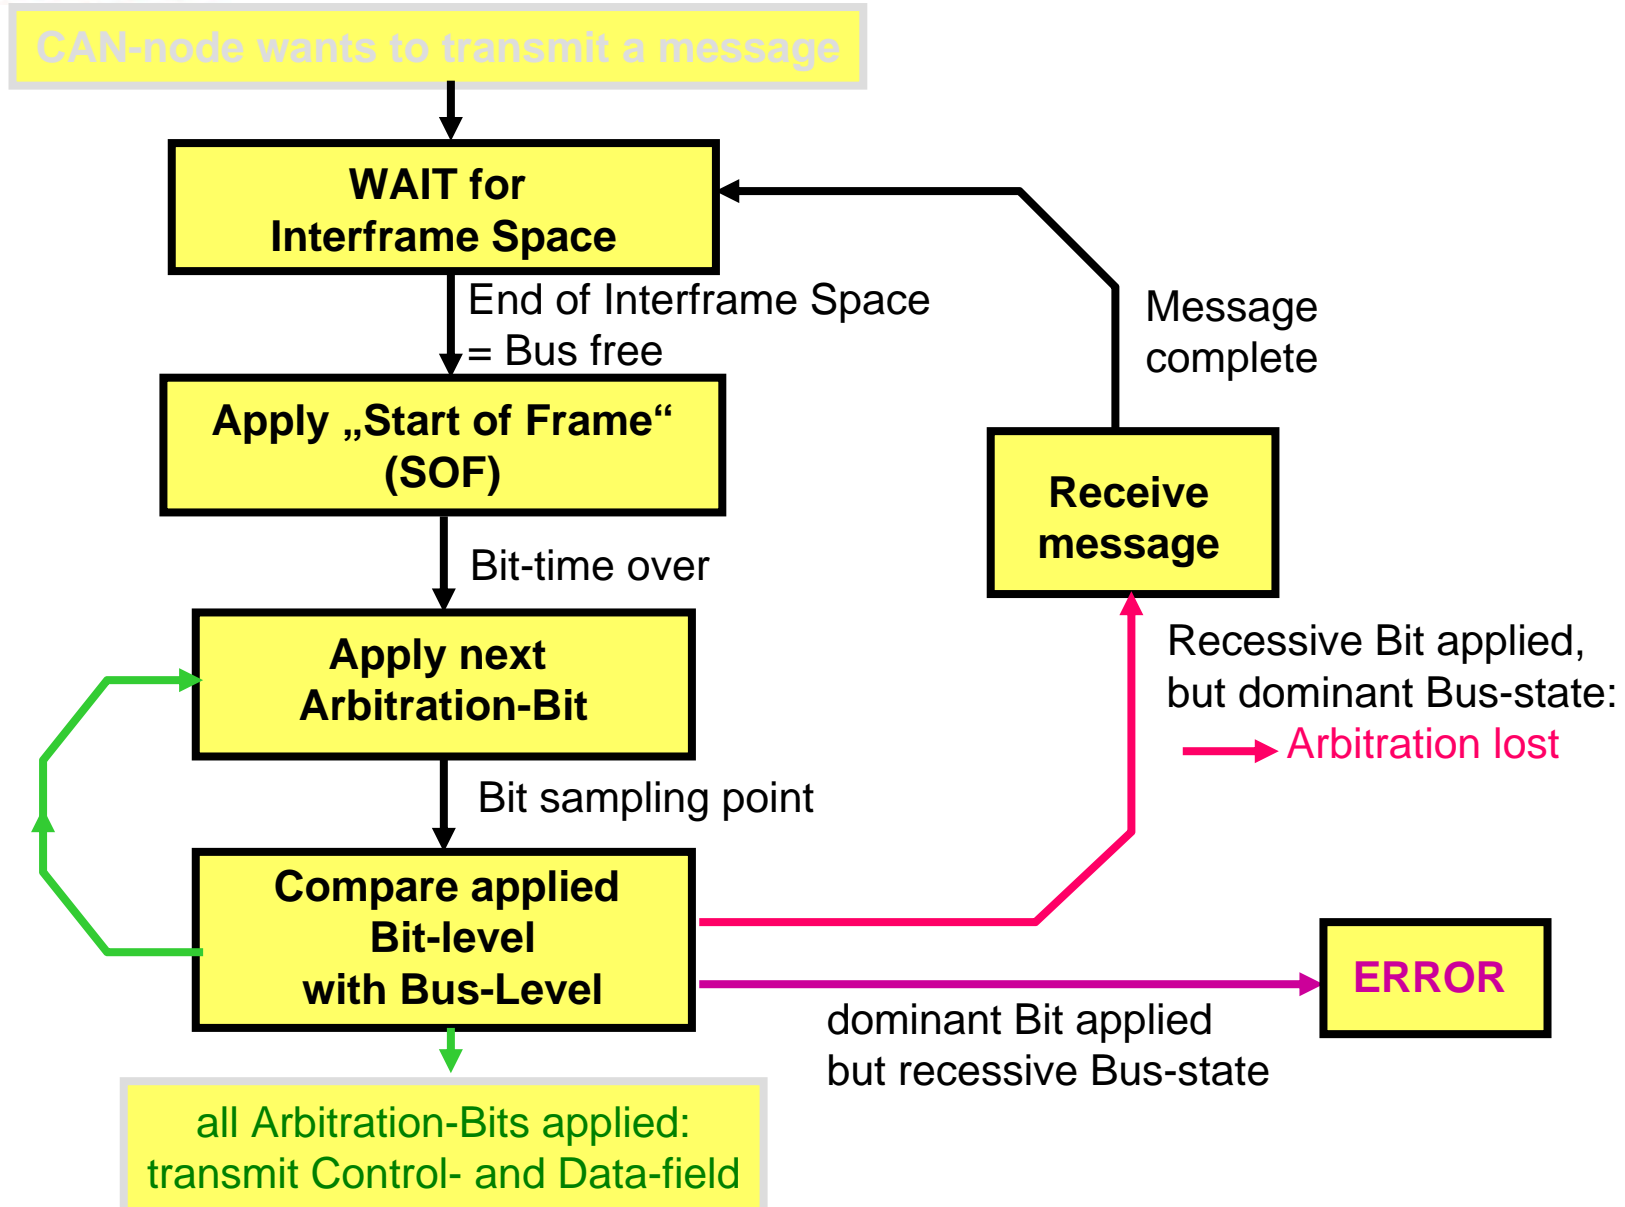 CAN-node wants to transmit a message
WAIT for
Interframe Space
End of Interframe Space
= Bus free
Message
complete
Apply „Start of Frame“
(SOF)
Receive
message
Bit-time over
Recessive Bit applied,
but dominant Bus-state:
Arbitration lost
Apply next
Arbitration-Bit
Bit sampling point
Compare applied
Bit-level
with Bus-Level
ERROR
dominant Bit applied
but recessive Bus-state
all Arbitration-Bits applied:
transmit Control- and Data-field